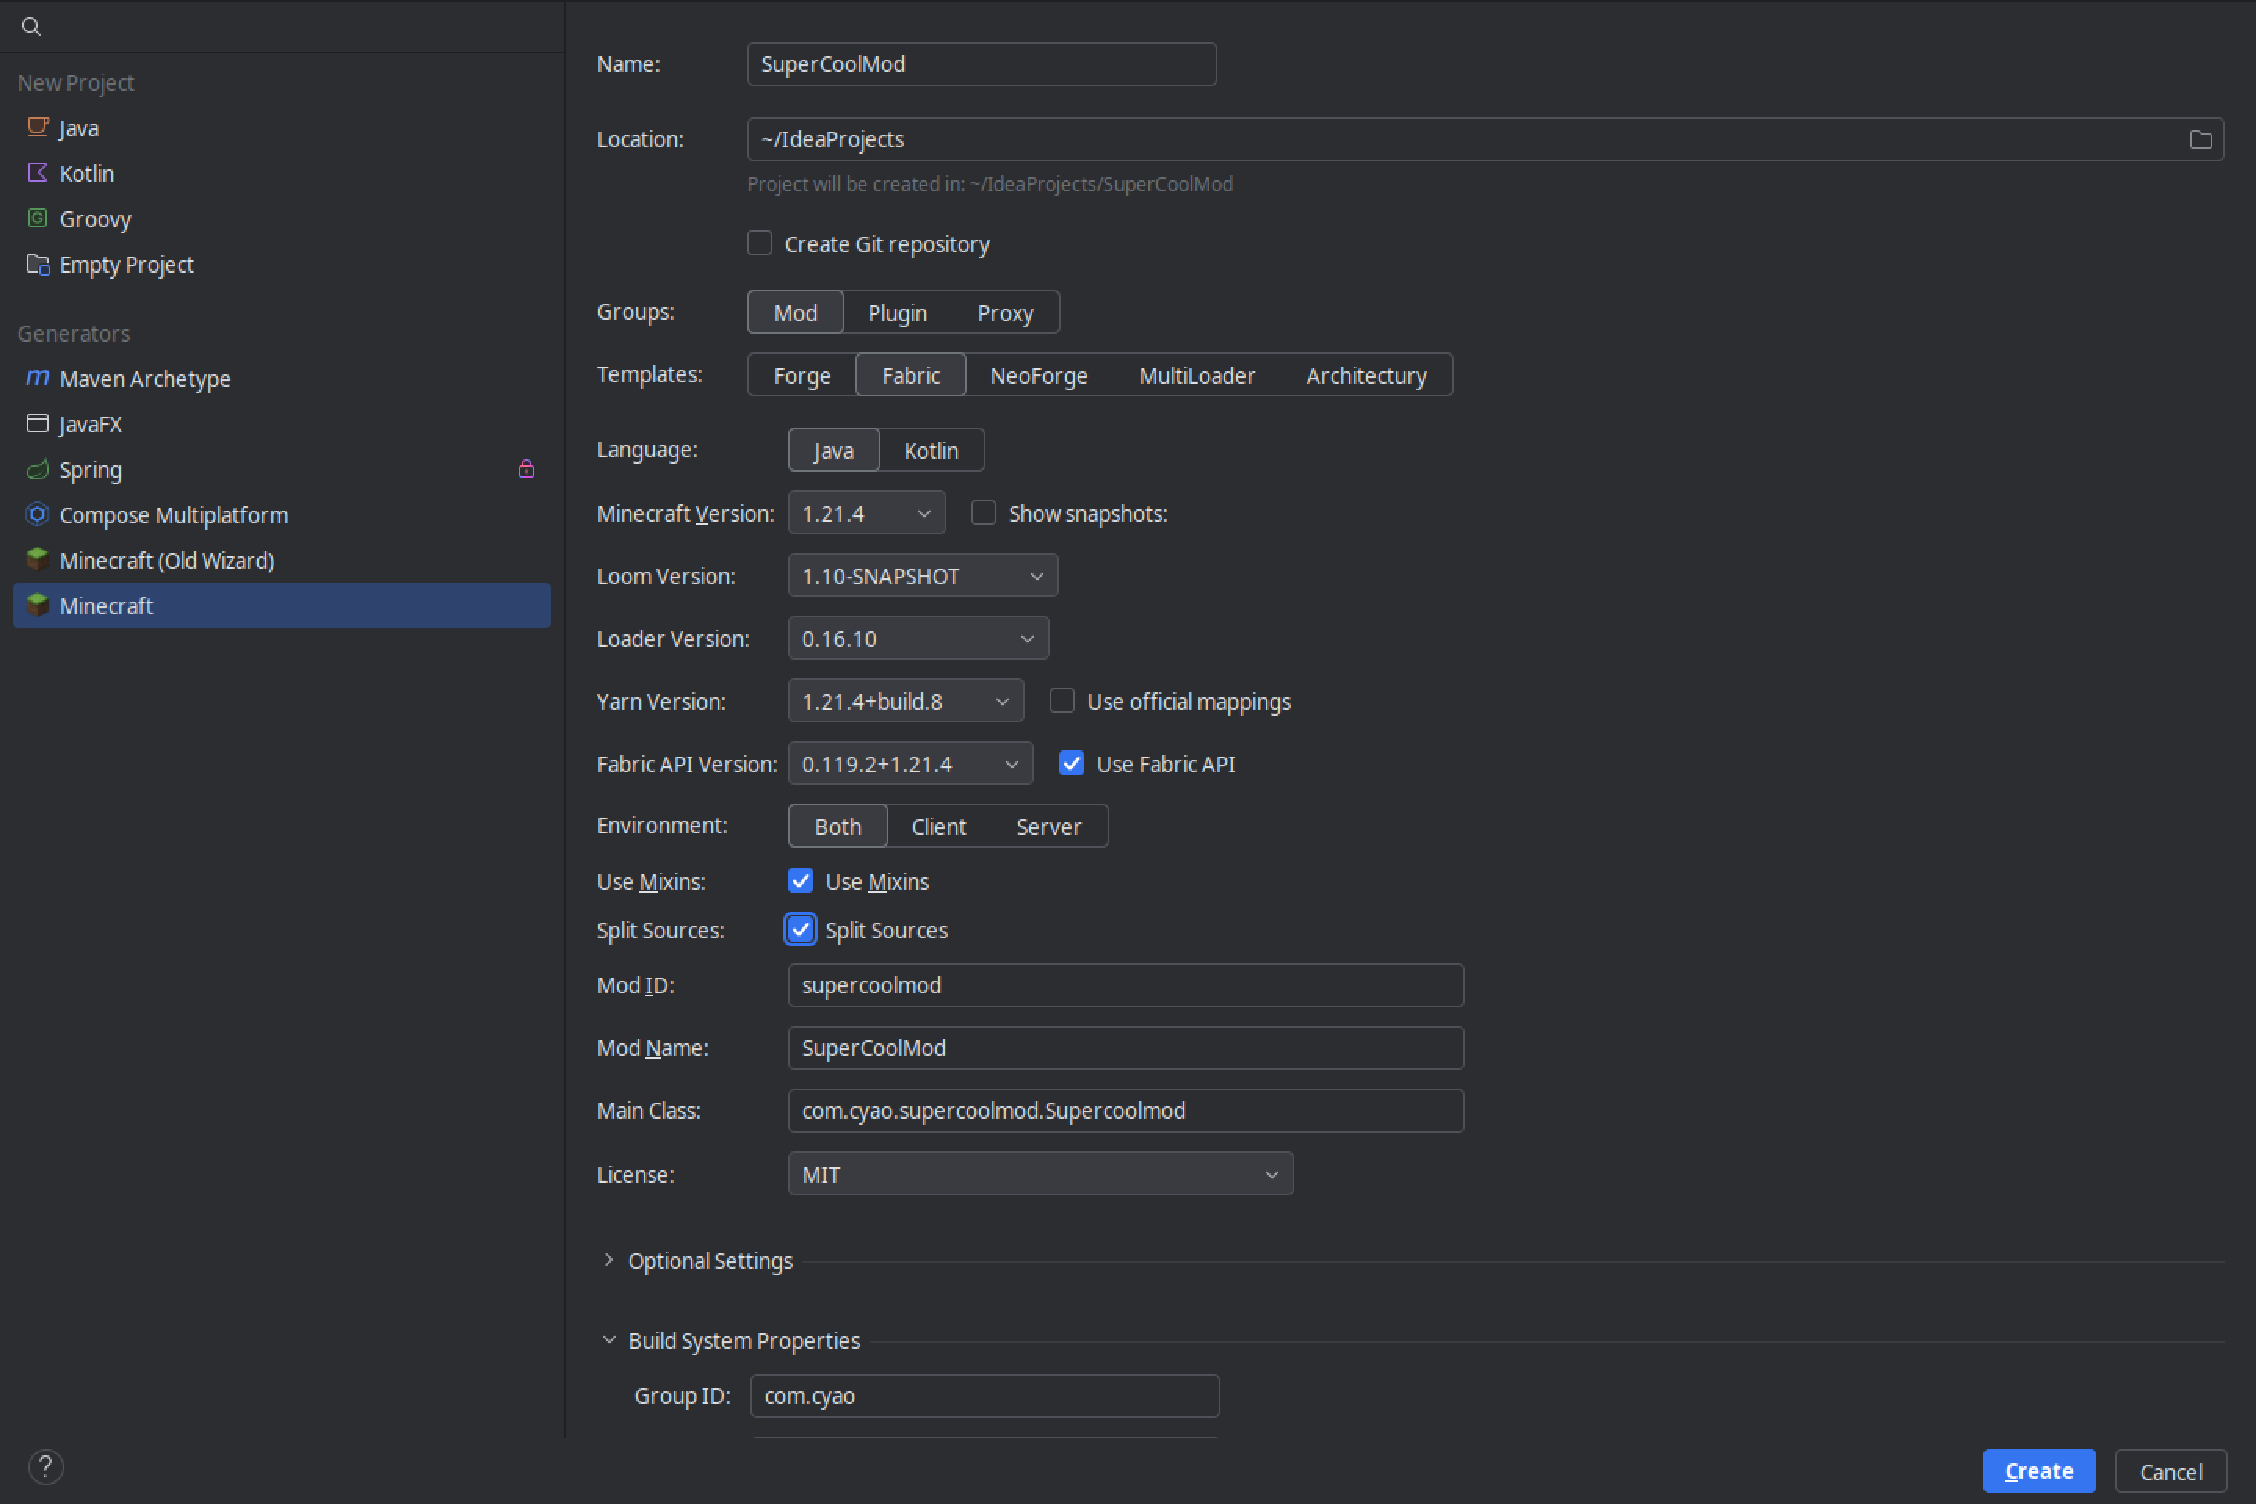 New Project
Java
Kotlin
Groovy
Empty Project
Generators
Maven Archetype
JavaFX
Spring
Compose Multiplatform
Minecraft (Old Wizard)
Minecraft
Name: SuperCoolMod
Location: ~/IdeaProjects
Project will be created in: ~/IdeaProjects/SuperCoolMod
Create Git repository
Groups: Mod Plugin Proxy
Templates: Forge Fabric NeoForge MultiLoader Architectury
Language: Java Kotlin
Minecraft Version: 1.21.4 Show snapshots:
Loom Version: 1.10-SNAPSHOT
Loader Version: 0.16.10
Yarn Version: 1.21.4+build.8 Use official mappings
Fabric API Version: 0.119.2+1.21.4 Use Fabric API
Environment: Both Client Server
Use Mixins: Use Mixins
Split Sources: Split Sources
Mod ID: supercoolmod
Mod Name: SuperCoolMod
Main Class: com.cyao.supercoolmod.Supercoolmod
License: MIT
Optional Settings
Build System Properties
Group ID: com.cyao
? Create Cancel